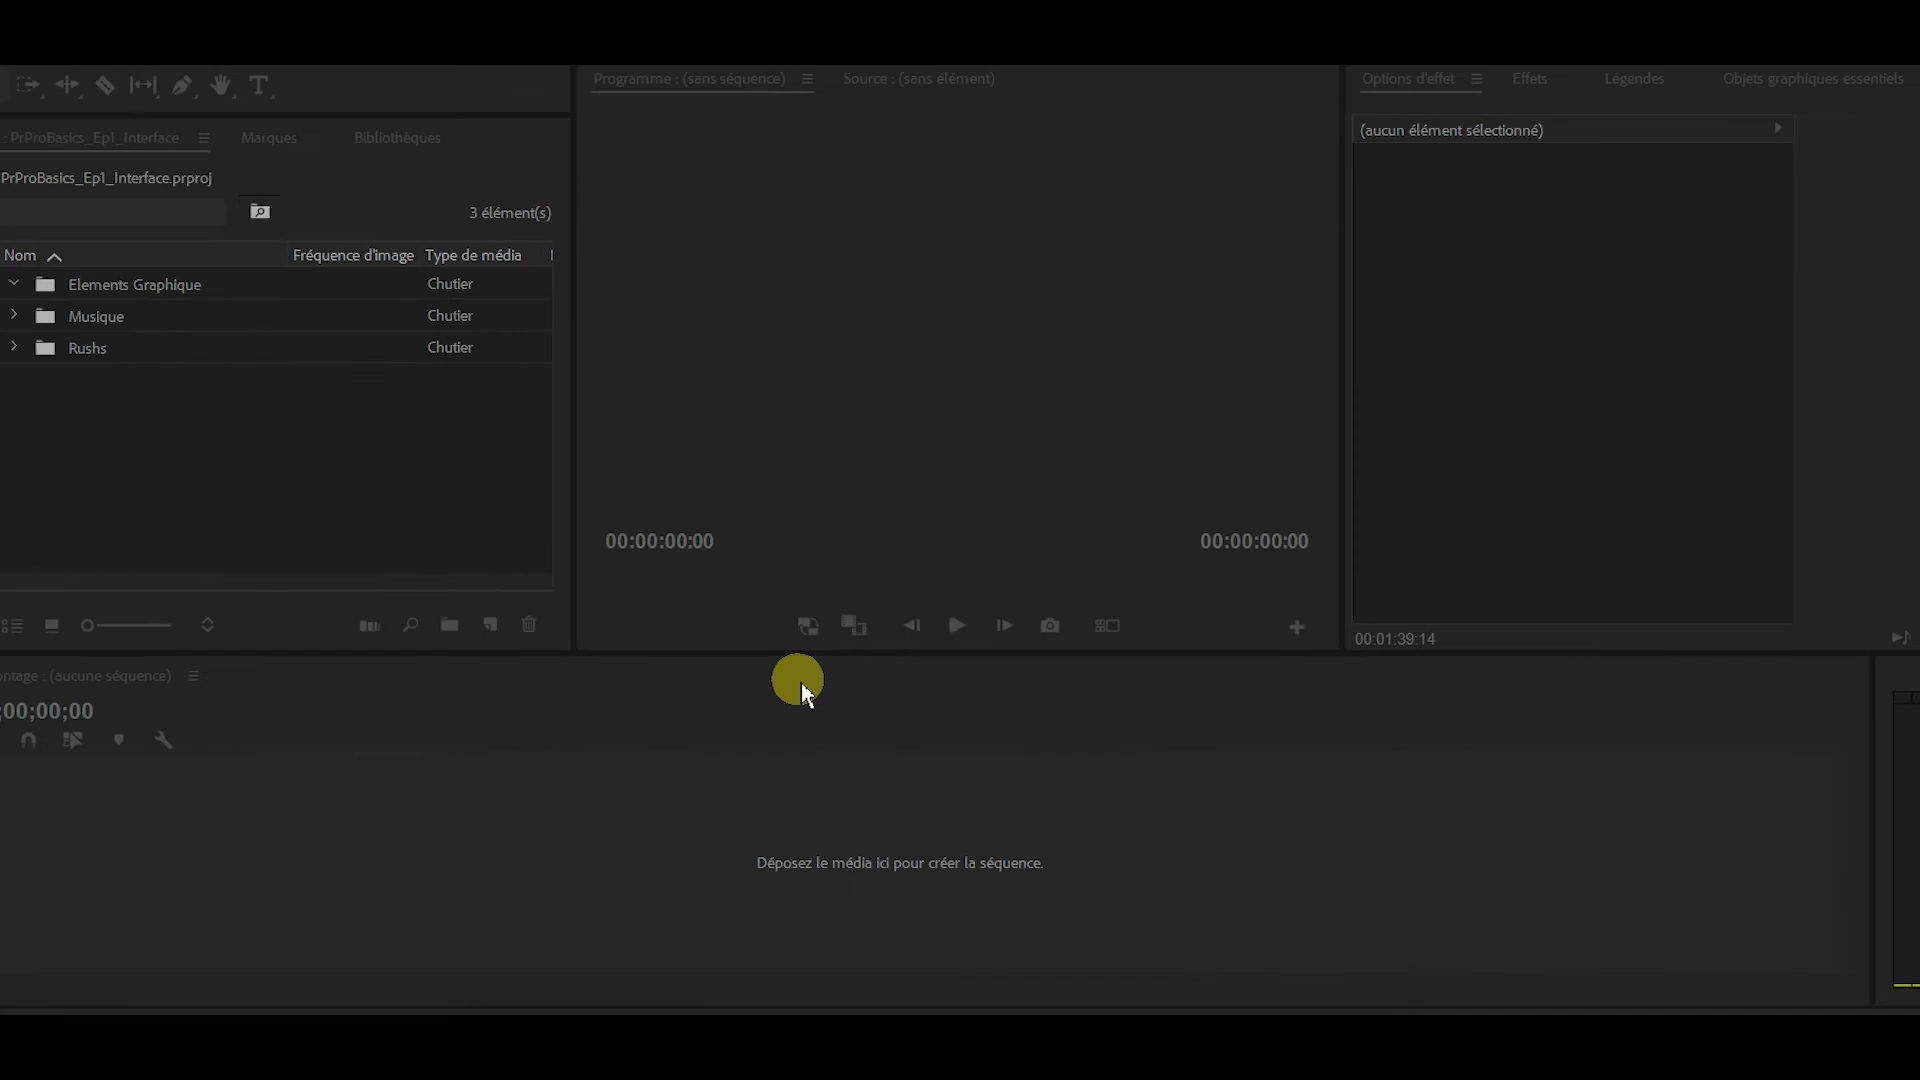 Programme : (sans séquence)
Source : (sans élément)
Options d'effet
Effets
Légendes
Objets graphiques essentiels
: PrProBasics_Ep1_Interface
Marques
Bibliothèques
(aucun élément sélectionné)
PrProBasics_Ep1_Interface.prproj
3 élément(s)
Nom
Fréquence d'image
Type de média
Elements Graphique
Chutier
Musique
Chutier
Rushs
Chutier
00:00:00:00
00:00:00:00
00:01:39:14
ontage : (aucune séquence)
;00;00;00
Déposez le média ici pour créer la séquence.